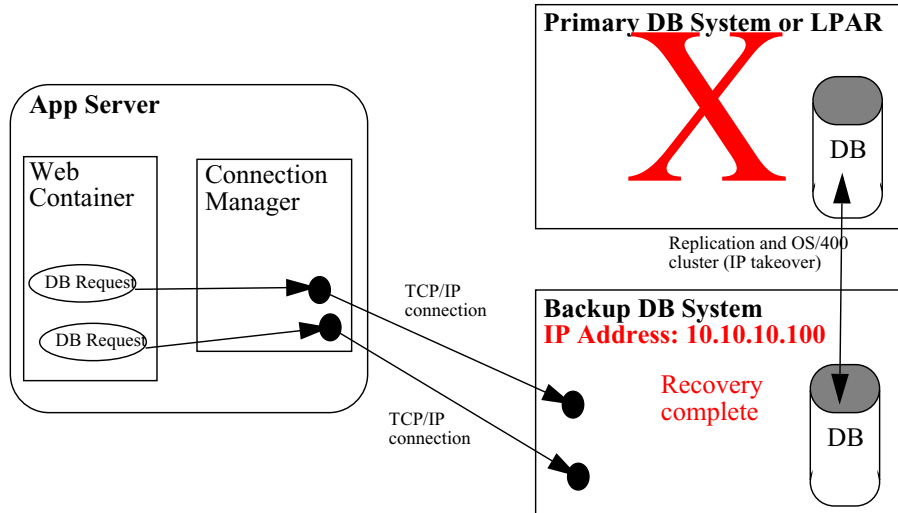 Primary DB System or LPAR
X
DB
App Server
Web
Container
Connection
Manager
DB Request
DB Request
Replication and OS/400
cluster (IP takeover)
TCP/IP
connection
TCP/IP
connection
Backup DB System
IP Address: 10.10.10.100
Recovery
complete
DB